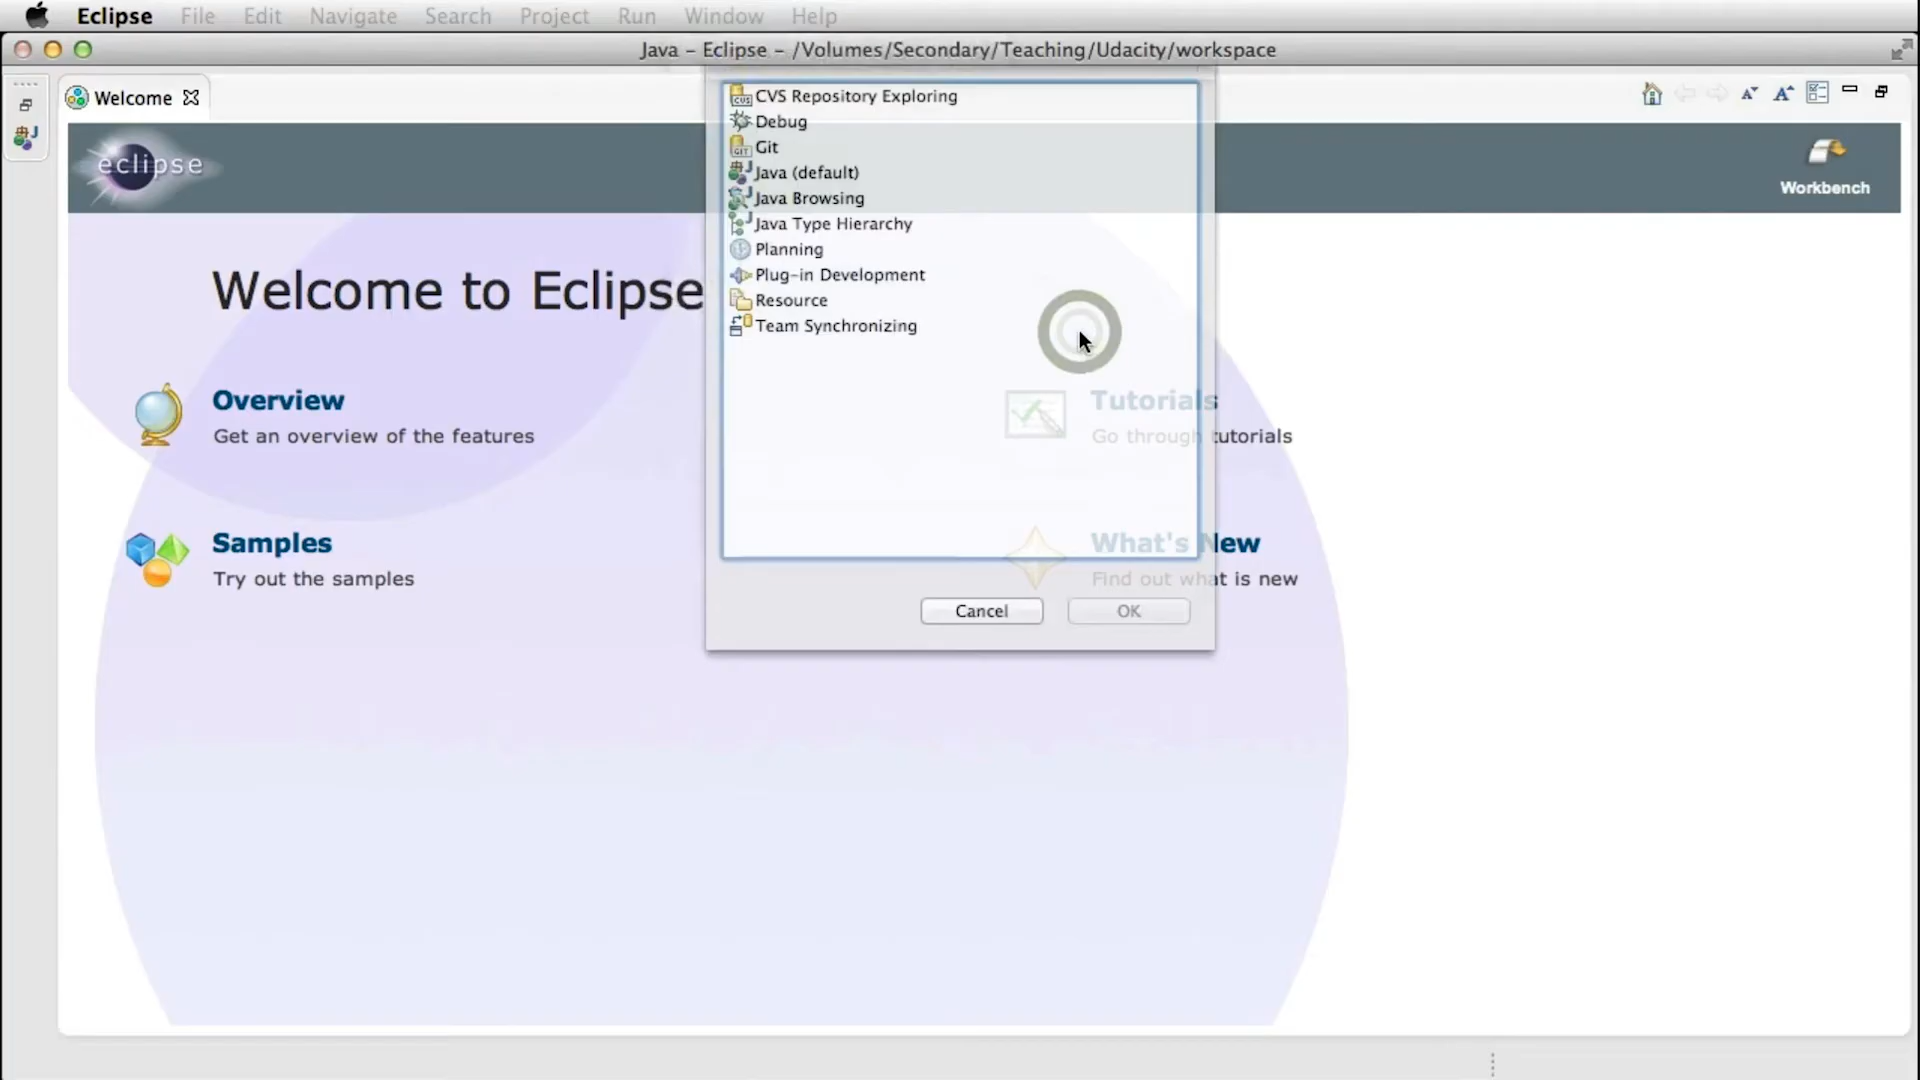 Eclipse File Edit Navigate Search Project Run Window Help
Java – Eclipse – /Volumes/Secondary/Teaching/Udacity/workspace
Welcome
eclipse
Workbench
CVS Repository Exploring
Debug
Git
Java (default)
Java Browsing
Java Type Hierarchy
Planning
Plug-in Development
Resource
Team Synchronizing
Welcome to Eclipse
Overview
Get an overview of the features
Tutorials
Go through tutorials
Samples
Try out the samples
What's New
Find out what is new
Cancel OK